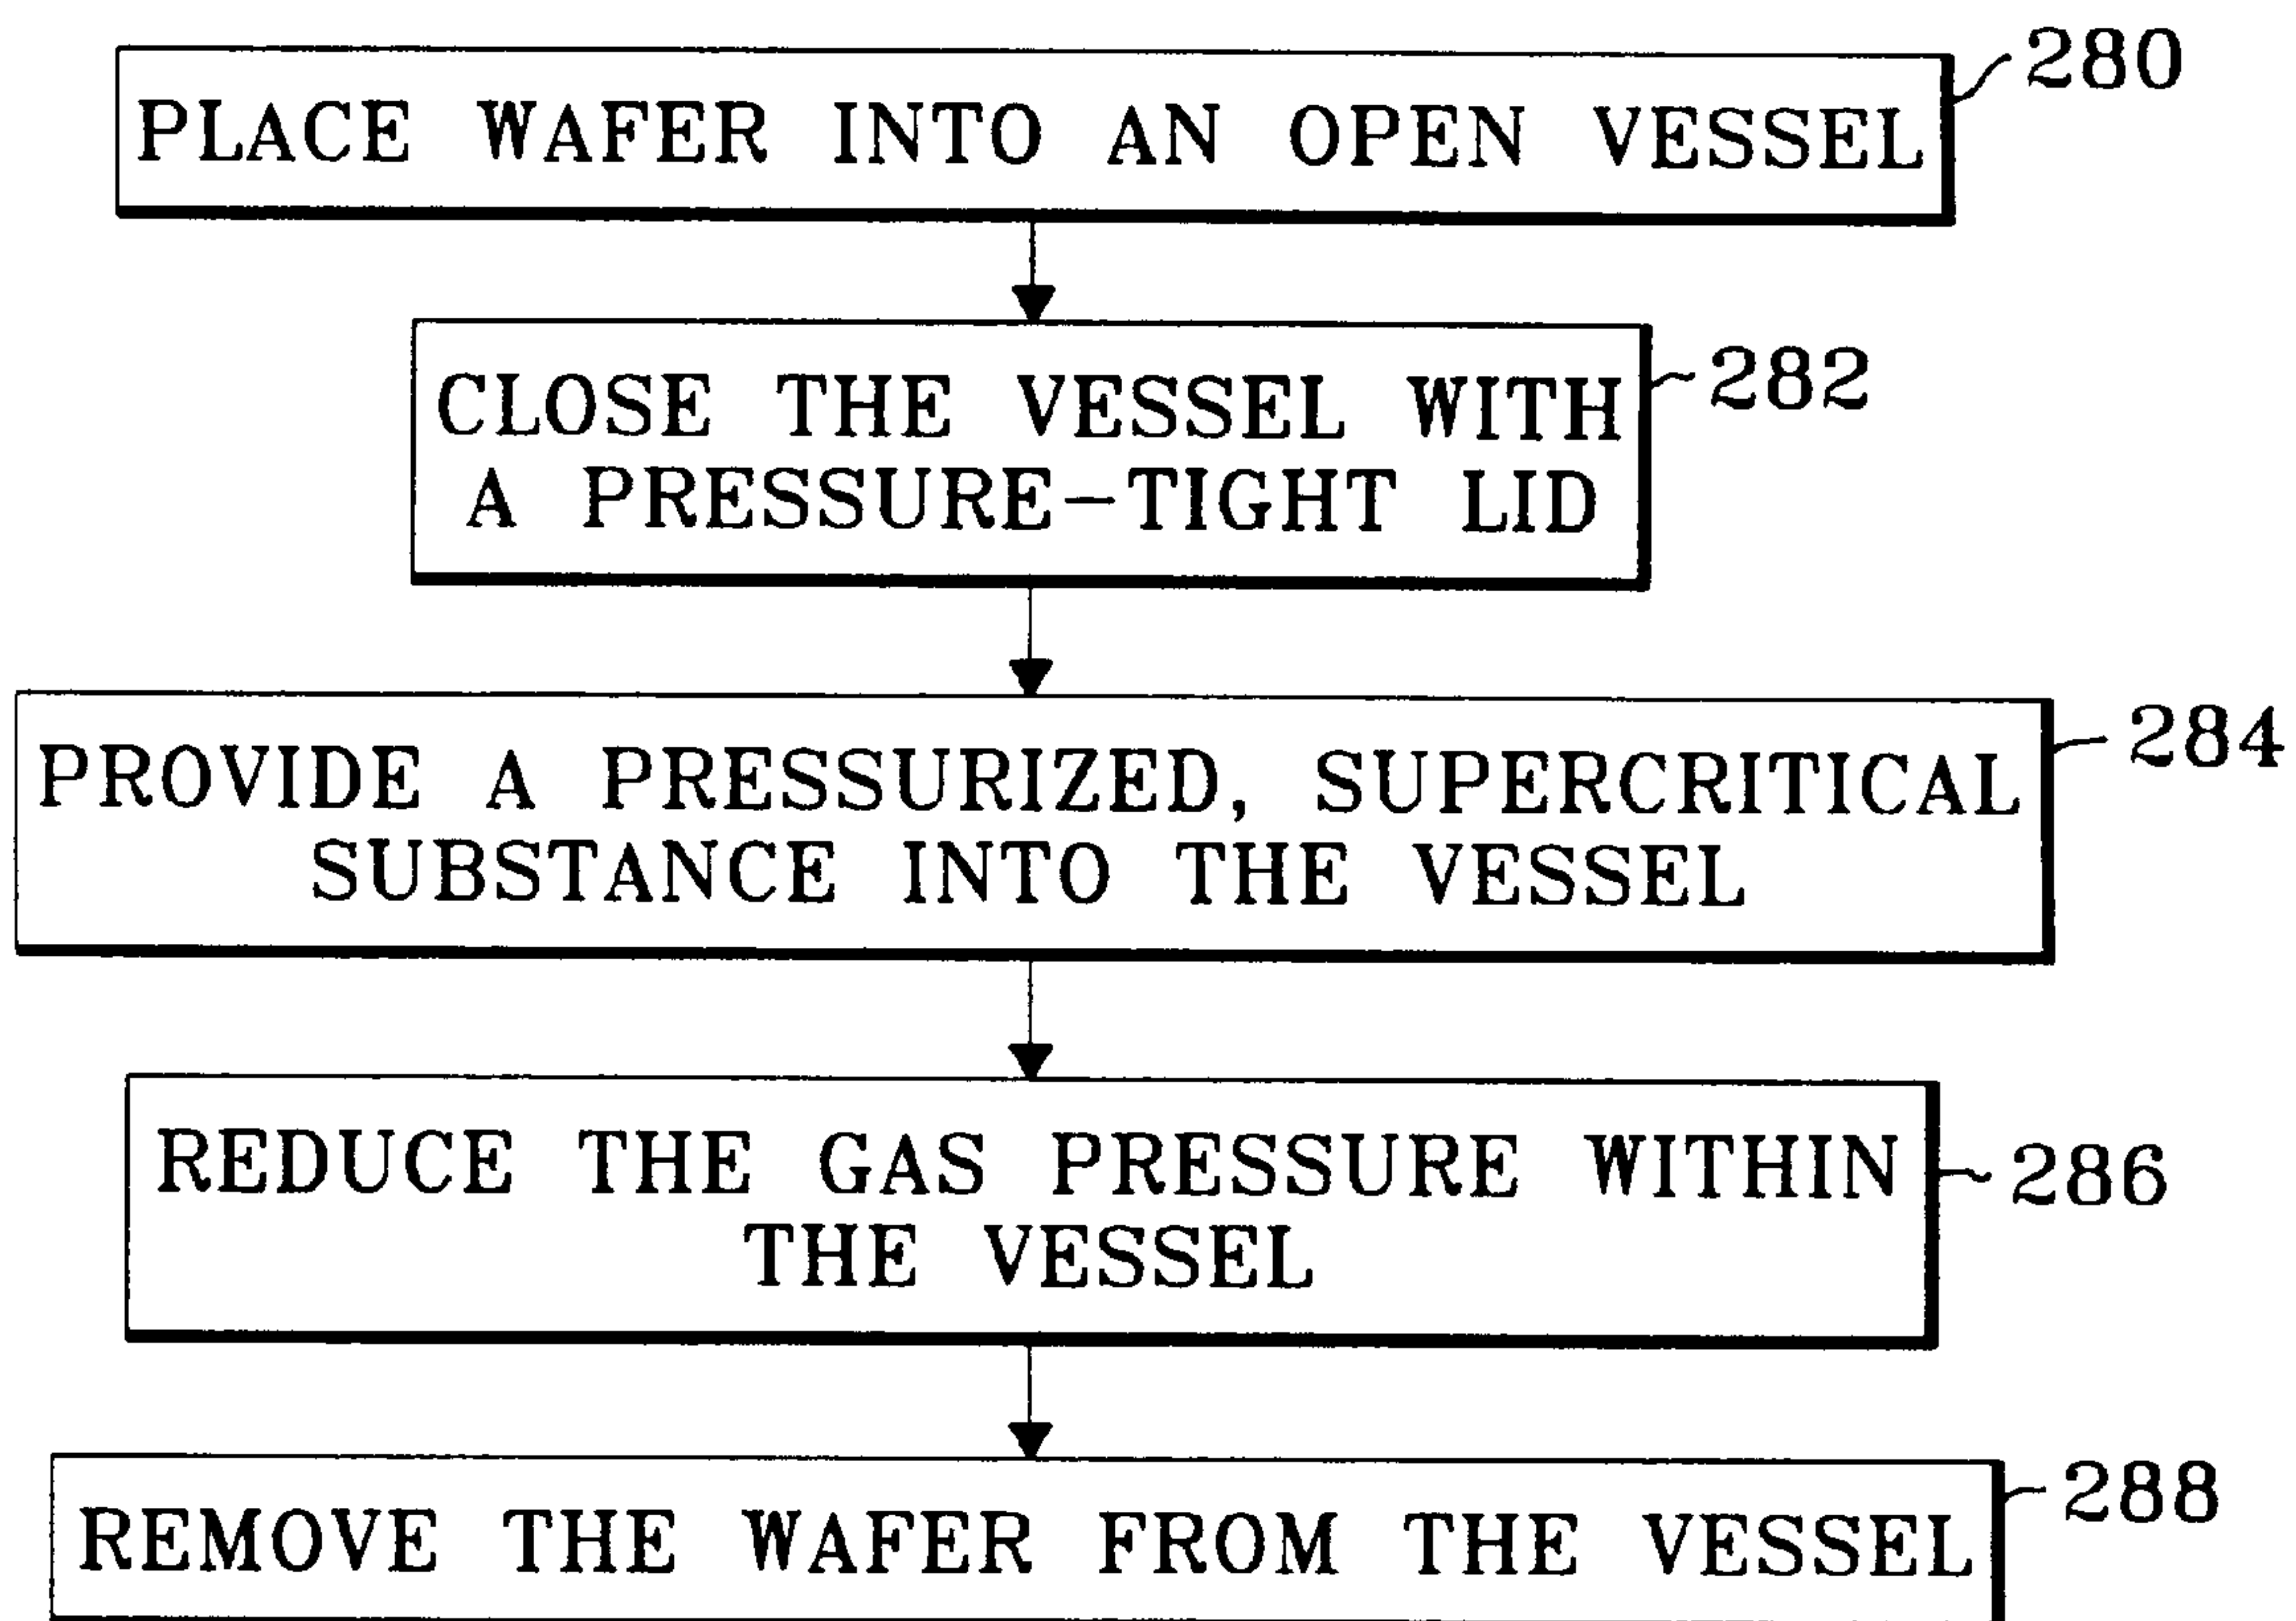 280
PLACE WAFER INTO AN OPEN VESSEL
282
CLOSE THE VESSEL WITH
A PRESSURE-TIGHT LID
284
PROVIDE A PRESSURIZED, SUPERCRITICAL
SUBSTANCE INTO THE VESSEL
286
REDUCE THE GAS PRESSURE WITHIN
THE VESSEL
288
REMOVE THE WAFER FROM THE VESSEL